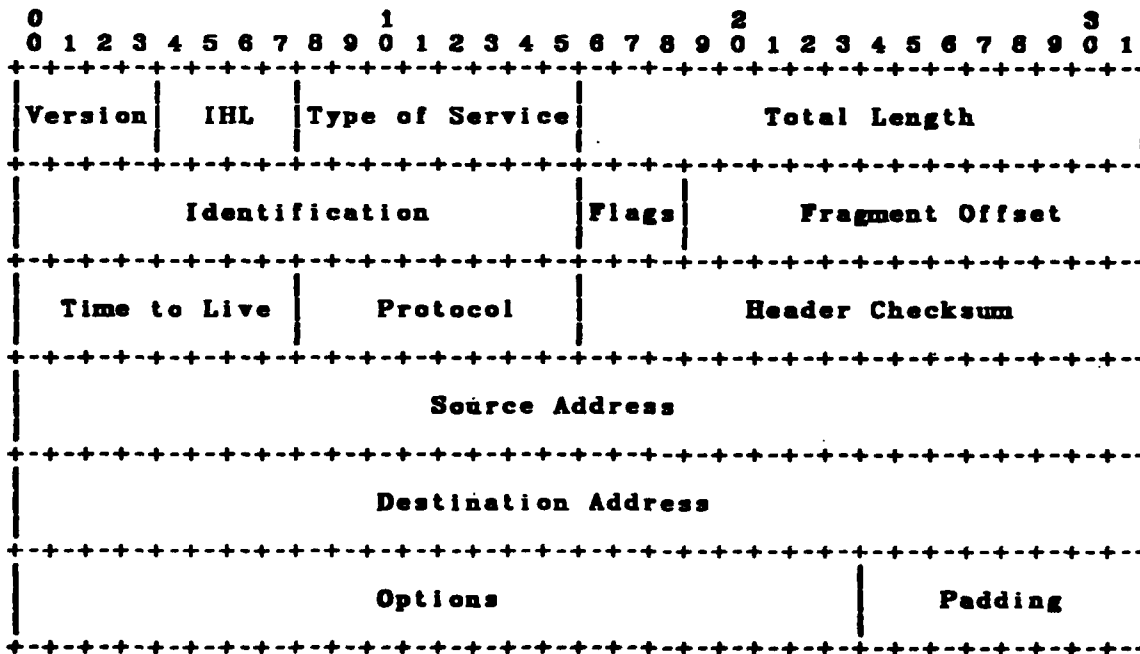 0 1 2 3
0 1 2 3 4 5 6 7 8 9 0 1 2 3 4 5 6 7 8 9 0 1 2 3 4 5 6 7 8 9 0 1
+-+-+-+-+-+-+-+-+-+-+-+-+-+-+-+-+-+-+-+-+-+-+-+-+-+-+-+-+-+-+-+-
|Version| IHL |Type of Service| Total Length
+-+-+-+-+-+-+-+-+-+-+-+-+-+-+-+-+-+-+-+-+-+-+-+-+-+-+-+-+-+-+-+-
| Identification |Flags| Fragment Offset
+-+-+-+-+-+-+-+-+-+-+-+-+-+-+-+-+-+-+-+-+-+-+-+-+-+-+-+-+-+-+-+-
| Time to Live | Protocol | Header Checksum
+-+-+-+-+-+-+-+-+-+-+-+-+-+-+-+-+-+-+-+-+-+-+-+-+-+-+-+-+-+-+-+-
| Source Address
+-+-+-+-+-+-+-+-+-+-+-+-+-+-+-+-+-+-+-+-+-+-+-+-+-+-+-+-+-+-+-+-
| Destination Address
+-+-+-+-+-+-+-+-+-+-+-+-+-+-+-+-+-+-+-+-+-+-+-+-+-+-+-+-+-+-+-+-
| Options | Padding
+-+-+-+-+-+-+-+-+-+-+-+-+-+-+-+-+-+-+-+-+-+-+-+-+-+-+-+-+-+-+-+-